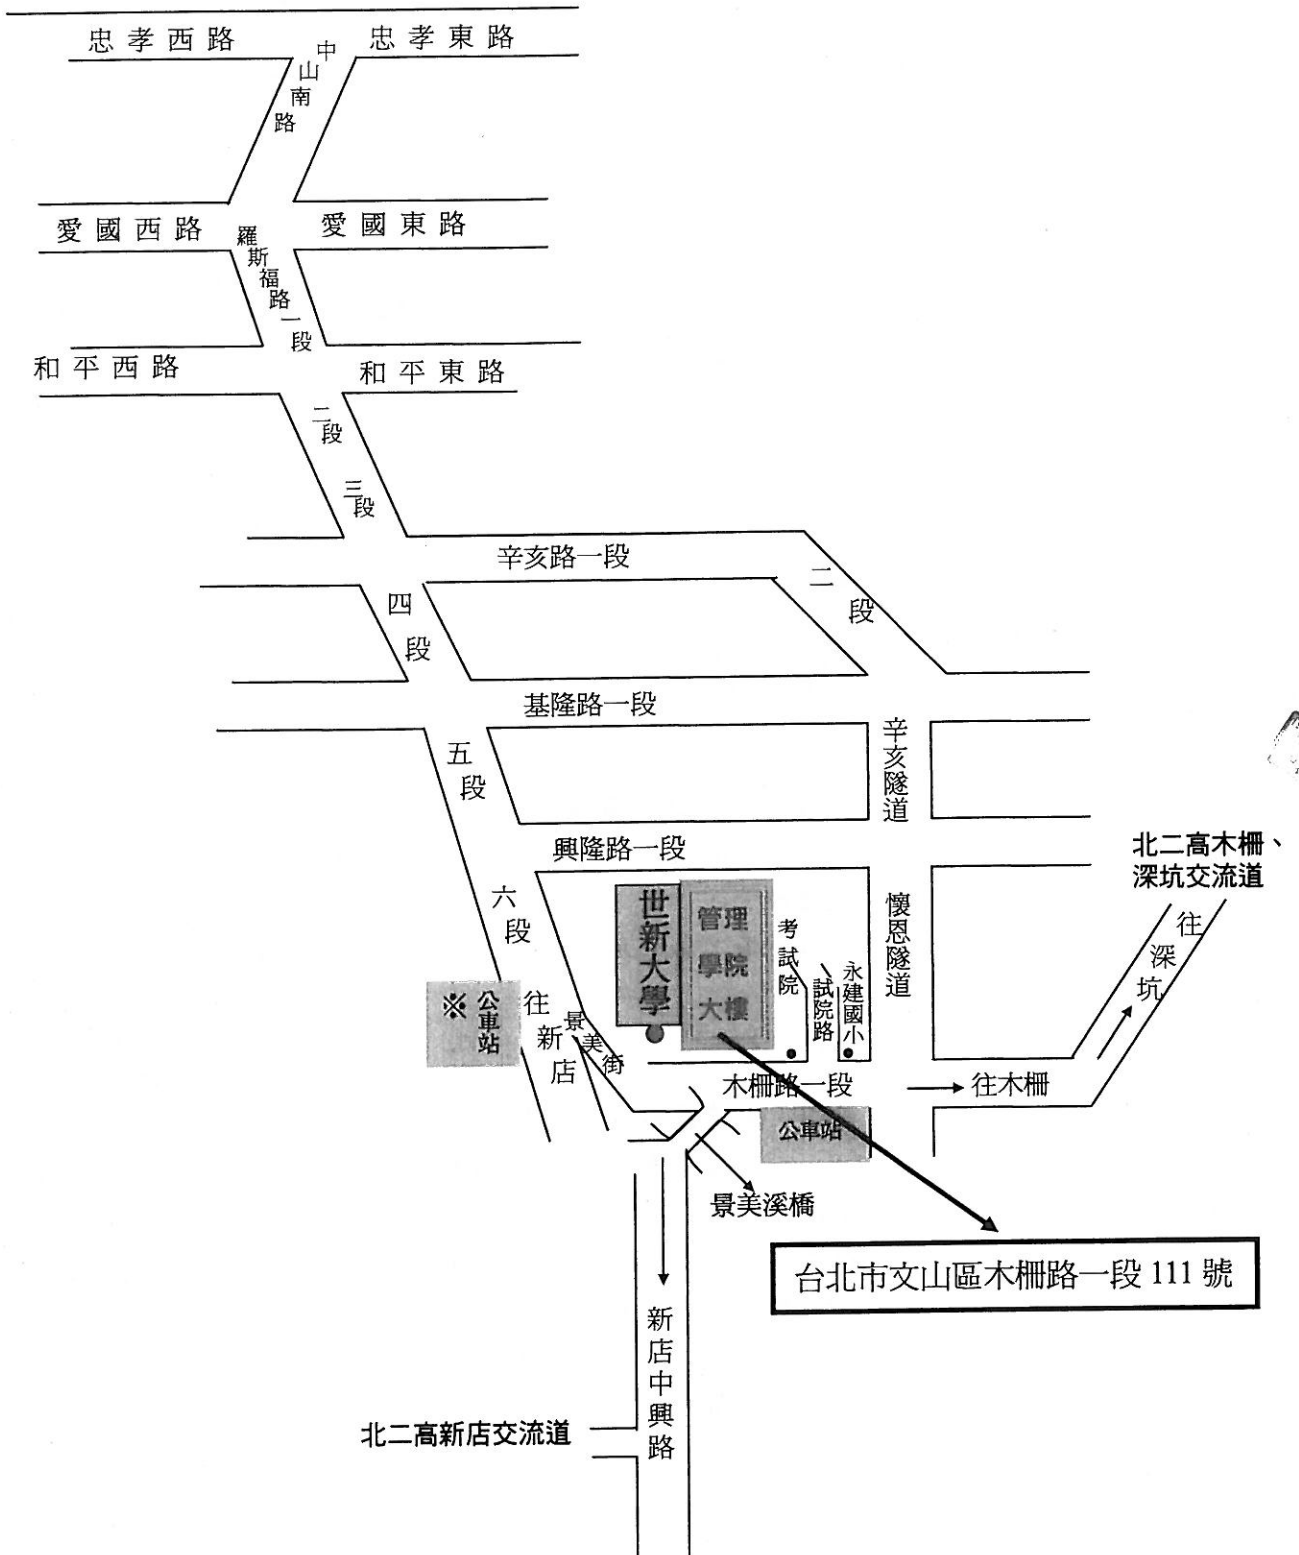 忠孝西路
忠孝東路
中山南路
愛國西路
愛國東路
羅斯福路一段
和平西路
和平東路
二段
三段
辛亥路一段
二段
四段
基隆路一段
五段
辛亥隧道
興隆路一段
北二高木柵、
深坑交流道
六段
世新大學
管理
學院
大樓
考試院
試院路
永建國小
懷恩隧道
往深坑
※
公車站
往新店
景美街
木柵路一段
往木柵
公車站
景美溪橋
台北市文山區木柵路一段 111 號
新店中興路
北二高新店交流道